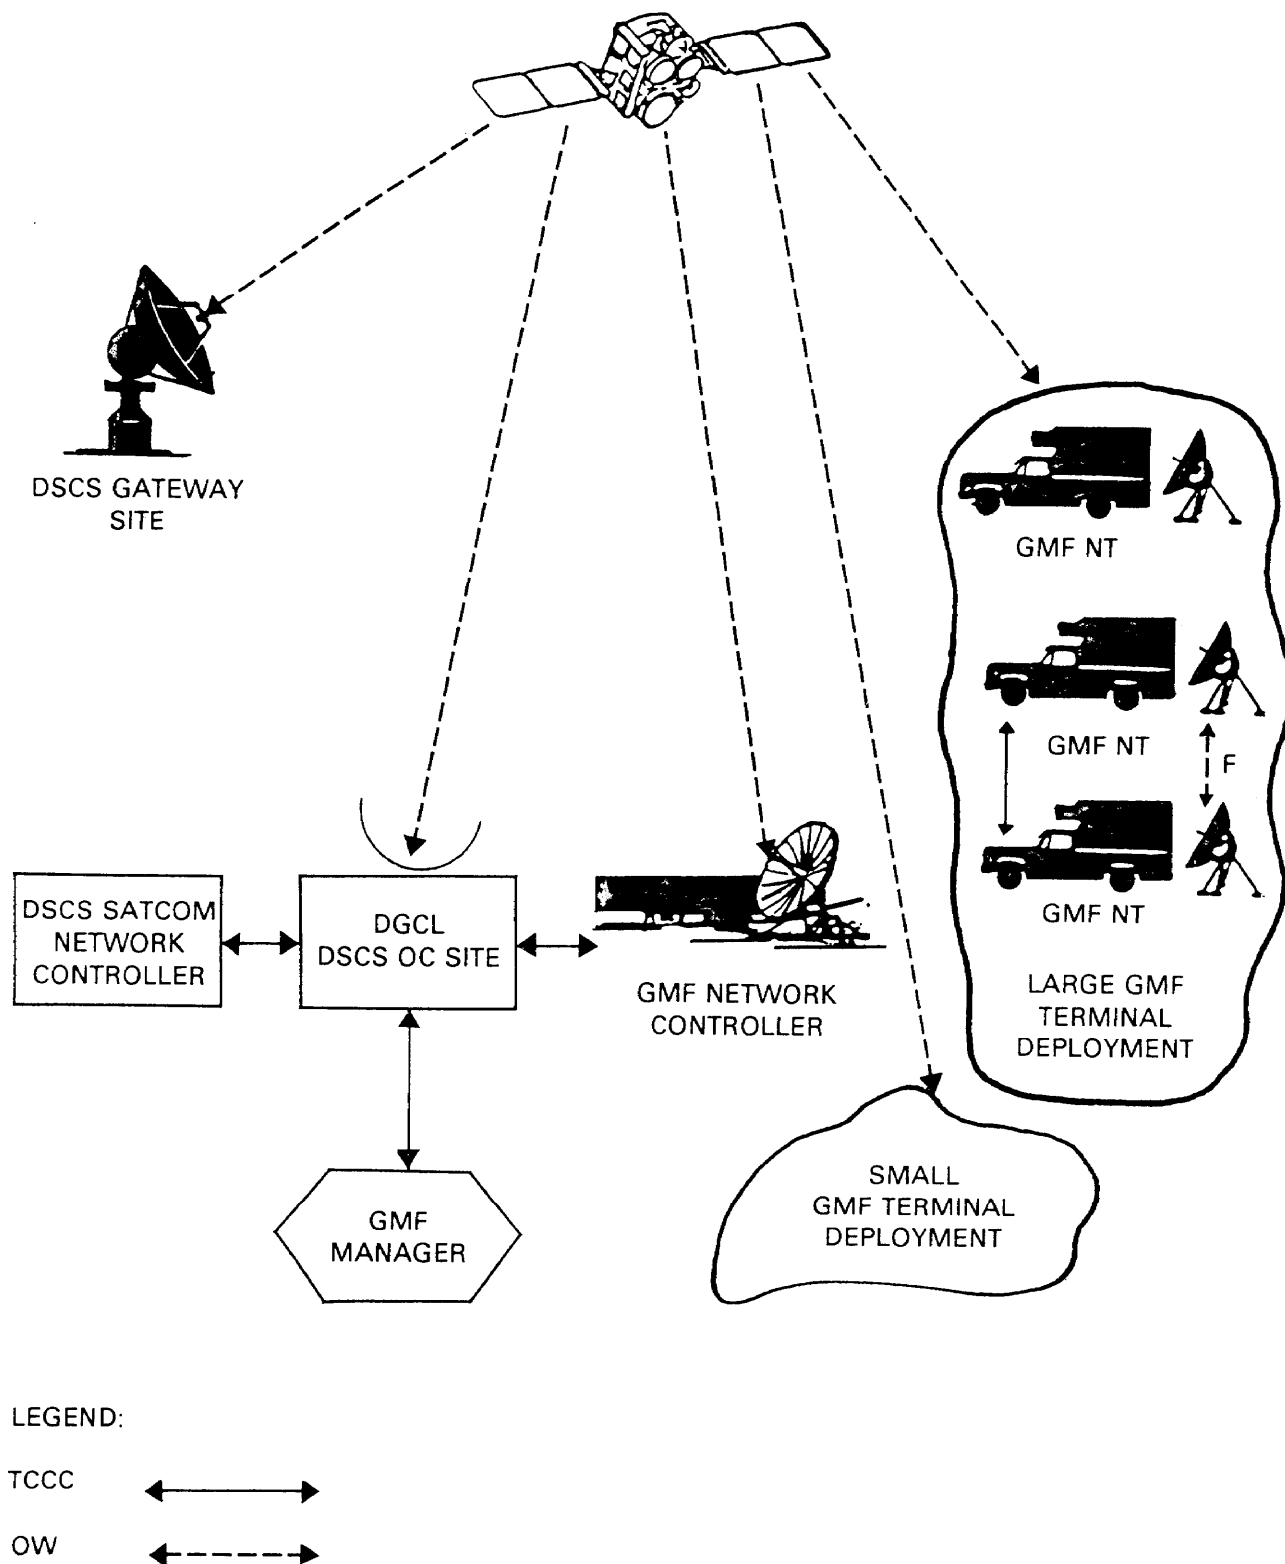 DSCS GATEWAY
SITE
GMF NT
GMF NT
F
GMF NT
LARGE GMF
TERMINAL
DEPLOYMENT
DSCS SATCOM
NETWORK
CONTROLLER
DGCL
DSCS OC SITE
GMF NETWORK
CONTROLLER
GMF
MANAGER
SMALL
GMF TERMINAL
DEPLOYMENT
LEGEND:
TCCC
OW